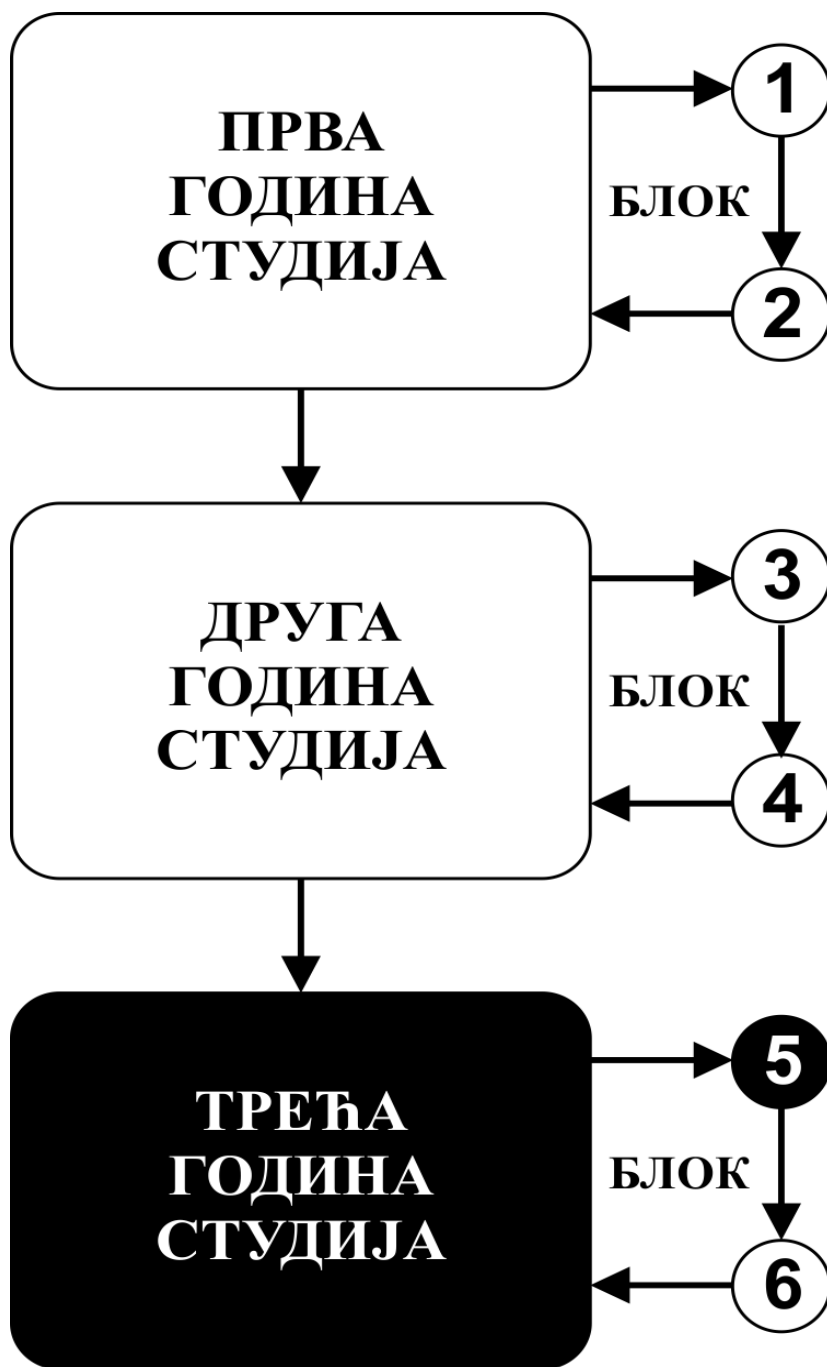 ПРВА
ГОДИНА
СТУДИЈА
1
БЛОК
2
ДРУГА
ГОДИНА
СТУДИЈА
3
БЛОК
4
ТРЕЋА
ГОДИНА
СТУДИЈА
5
БЛОК
6